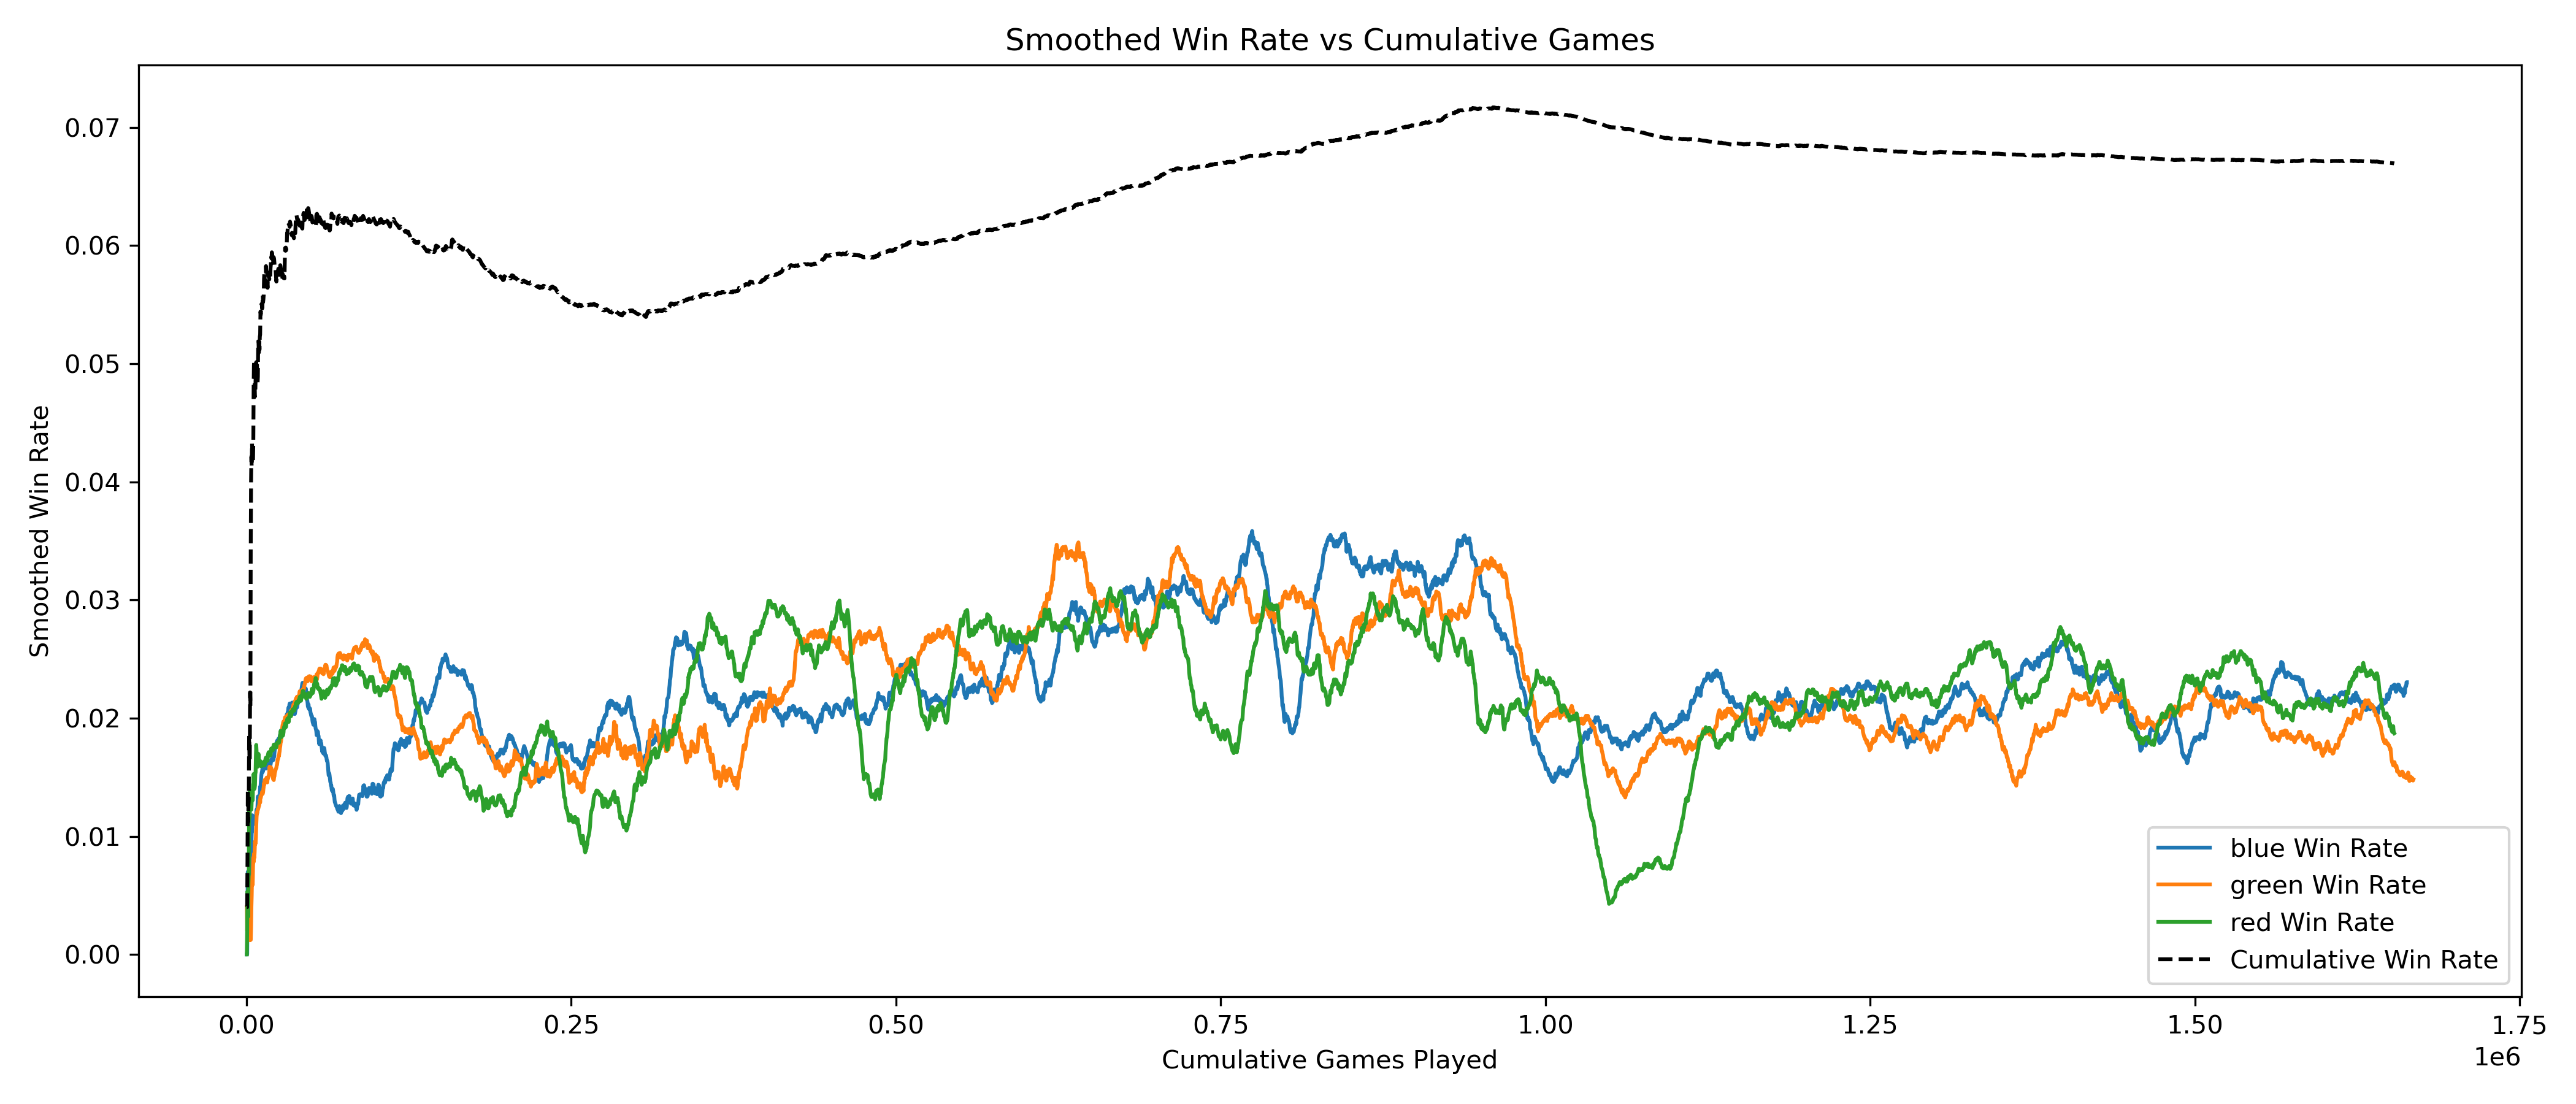 Smoothed Win Rate vs Cumulative Games
Smoothed Win Rate
0.07
0.06
0.05
0.04
0.03
0.02
0.01
0.00
blue Win Rate
green Win Rate
red Win Rate
Cumulative Win Rate
0.00 0.25 0.50 0.75 1.00 1.25 1.50 1.75
1e6
Cumulative Games Played